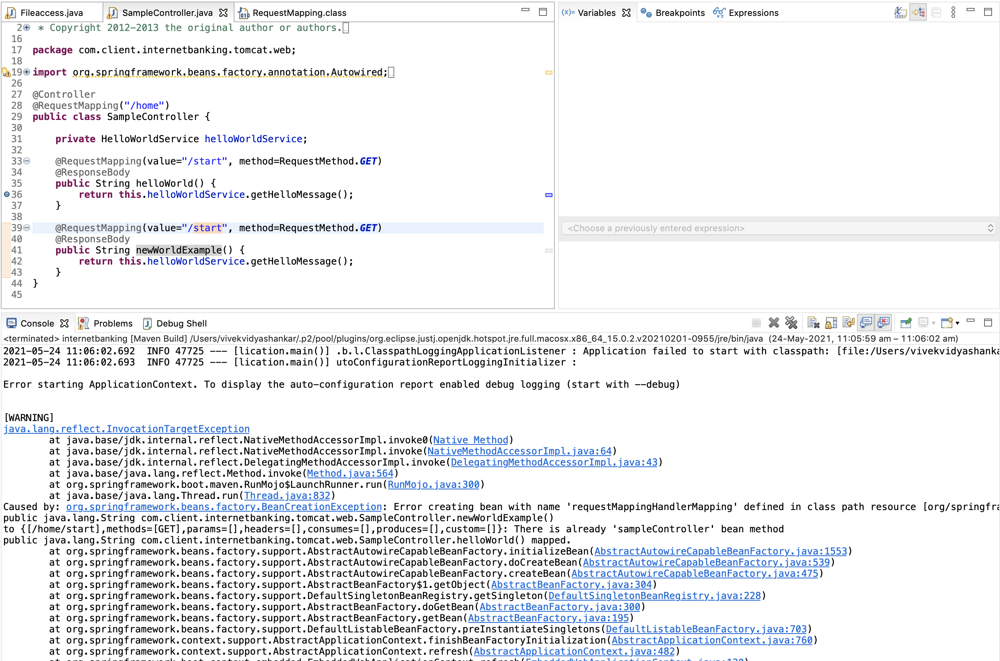 Fileaccess.java
SampleController.java
RequestMapping.class
2 * Copyright 2012-2013 the original author or authors.
16
17 package com.client.internetbanking.tomcat.web;
18
19 import org.springframework.beans.factory.annotation.Autowired;
26
27 @Controller
28 @RequestMapping("/home")
29 public class SampleController {
30
31 private HelloWorldService helloWorldService;
32
33 @RequestMapping(value="/start", method=RequestMethod.GET)
34 @ResponseBody
35 public String helloWorld() {
36 return this.helloWorldService.getHelloMessage();
37 }
38
39 @RequestMapping(value="/start", method=RequestMethod.GET)
40 @ResponseBody
41 public String newWorldExample() {
42 return this.helloWorldService.getHelloMessage();
43 }
44 }
45
(x)= Variables
Breakpoints
Expressions
<Choose a previously entered expression>
Console
Problems
Debug Shell
<terminated> internetbanking [Maven Build] /Users/vivekvidyashankar/.p2/pool/plugins/org.eclipse.justj.openjdk.hotspot.jre.full.macosx.x86_64_15.0.2.v20210201-0955/jre/bin/java (24-May-2021, 11:05:59 am – 11:06:02 am)
2021-05-24 11:06:02.692 INFO 47725 --- [lication.main()] .b.l.ClasspathLoggingApplicationListener : Application failed to start with classpath: [file:/Users/vivekvidyashanka
2021-05-24 11:06:02.693 INFO 47725 --- [lication.main()] utoConfigurationReportLoggingInitializer :
Error starting ApplicationContext. To display the auto-configuration report enabled debug logging (start with --debug)
[WARNING]
java.lang.reflect.InvocationTargetException
at java.base/jdk.internal.reflect.NativeMethodAccessorImpl.invoke0(Native Method)
at java.base/jdk.internal.reflect.NativeMethodAccessorImpl.invoke(NativeMethodAccessorImpl.java:64)
at java.base/jdk.internal.reflect.DelegatingMethodAccessorImpl.invoke(DelegatingMethodAccessorImpl.java:43)
at java.base/java.lang.reflect.Method.invoke(Method.java:564)
at org.springframework.boot.maven.RunMojo$LaunchRunner.run(RunMojo.java:300)
at java.base/java.lang.Thread.run(Thread.java:832)
Caused by: org.springframework.beans.factory.BeanCreationException: Error creating bean with name 'requestMappingHandlerMapping' defined in class path resource [org/springfra
public java.lang.String com.client.internetbanking.tomcat.web.SampleController.newWorldExample()
to {[/home/start],methods=[GET],params=[],headers=[],consumes=[],produces=[],custom=[]}: There is already 'sampleController' bean method
public java.lang.String com.client.internetbanking.tomcat.web.SampleController.helloWorld() mapped.
at org.springframework.beans.factory.support.AbstractAutowireCapableBeanFactory.initializeBean(AbstractAutowireCapableBeanFactory.java:1553)
at org.springframework.beans.factory.support.AbstractAutowireCapableBeanFactory.doCreateBean(AbstractAutowireCapableBeanFactory.java:539)
at org.springframework.beans.factory.support.AbstractAutowireCapableBeanFactory.createBean(AbstractAutowireCapableBeanFactory.java:475)
at org.springframework.beans.factory.support.AbstractBeanFactory$1.getObject(AbstractBeanFactory.java:304)
at org.springframework.beans.factory.support.DefaultSingletonBeanRegistry.getSingleton(DefaultSingletonBeanRegistry.java:228)
at org.springframework.beans.factory.support.AbstractBeanFactory.doGetBean(AbstractBeanFactory.java:300)
at org.springframework.beans.factory.support.AbstractBeanFactory.getBean(AbstractBeanFactory.java:195)
at org.springframework.beans.factory.support.DefaultListableBeanFactory.preInstantiateSingletons(DefaultListableBeanFactory.java:703)
at org.springframework.context.support.AbstractApplicationContext.finishBeanFactoryInitialization(AbstractApplicationContext.java:760)
at org.springframework.context.support.AbstractApplicationContext.refresh(AbstractApplicationContext.java:482)